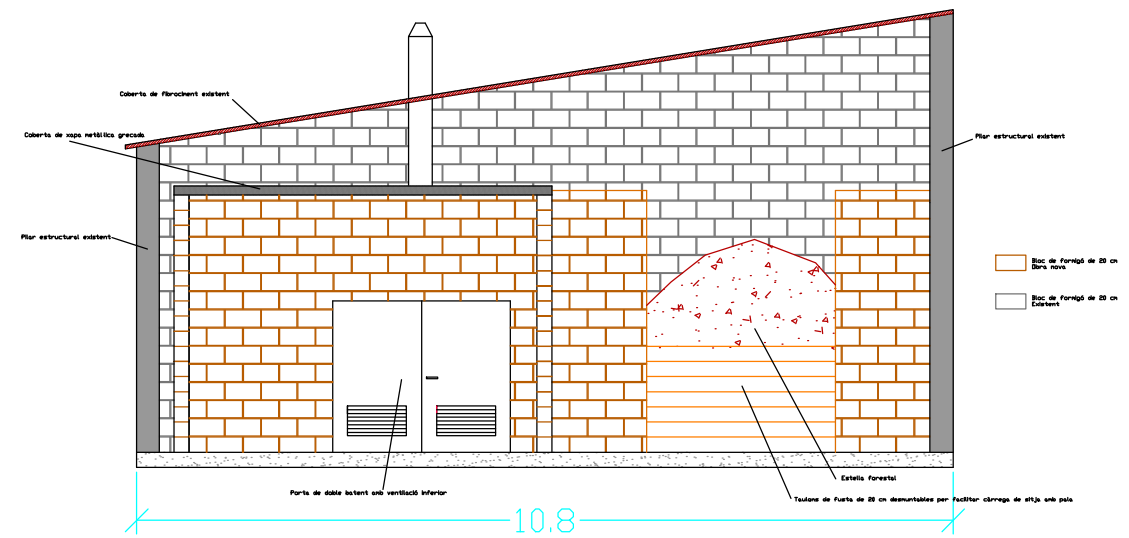 Coberta de fibrociment existent
Coberta de xapa metàl·lica grecada
Pilar estructural existent
Pilar estructural existent
Bloc de formigó de 20 cm
Obra nova
Bloc de formigó de 20 cm
Existent
Estella forestal
Porta de doble batent amb ventilació inferior
Taulons de fusta de 20 cm desmuntables per facilitar càrrega de sitja amb pala
10.8